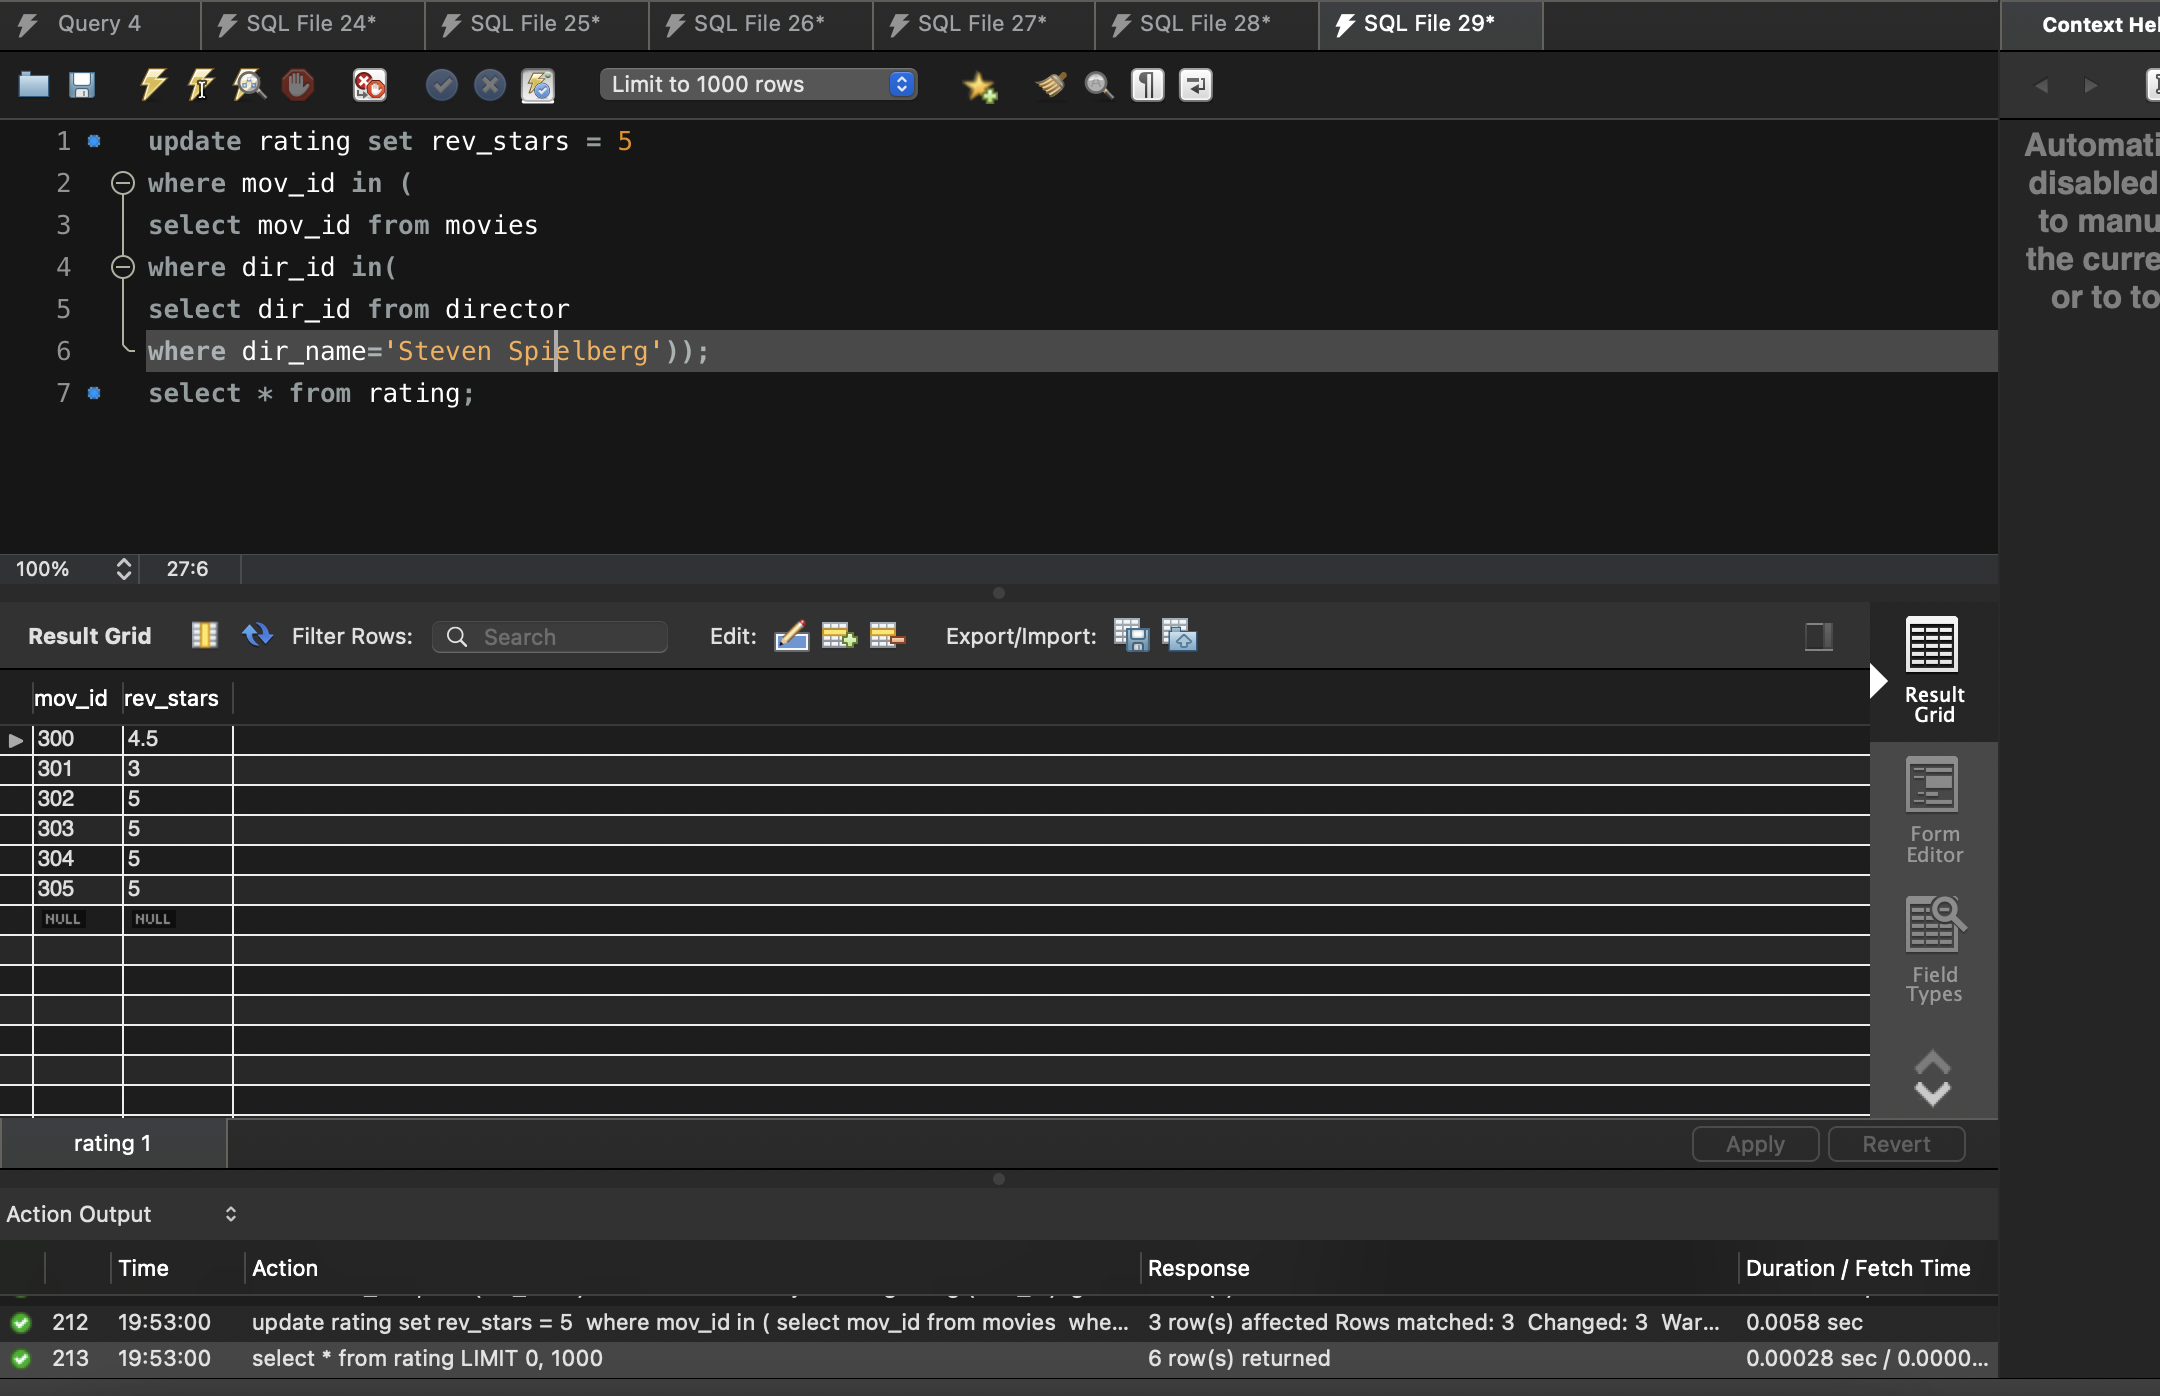 Query 4
SQL File 24*
SQL File 25*
SQL File 26*
SQL File 27*
SQL File 28*
SQL File 29*
Context Hel
Limit to 1000 rows
1 update rating set rev_stars = 5
2 where mov_id in (
3 select mov_id from movies
4 where dir_id in(
5 select dir_id from director
6 where dir_name='Steven Spielberg'));
7 select * from rating;
Automati
disabled
to manu
the curre
or to to
100% 27:6
Result Grid Filter Rows: Search Edit: Export/Import:
mov_id rev_stars
300 4.5
301 3
302 5
303 5
304 5
305 5
NULL NULL
Result
Grid
Form
Editor
Field
Types
rating 1
Apply Revert
Action Output
Time Action Response Duration / Fetch Time
212 19:53:00 update rating set rev_stars = 5 where mov_id in ( select mov_id from movies whe... 3 row(s) affected Rows matched: 3 Changed: 3 War... 0.0058 sec
213 19:53:00 select * from rating LIMIT 0, 1000 6 row(s) returned 0.00028 sec / 0.0000...